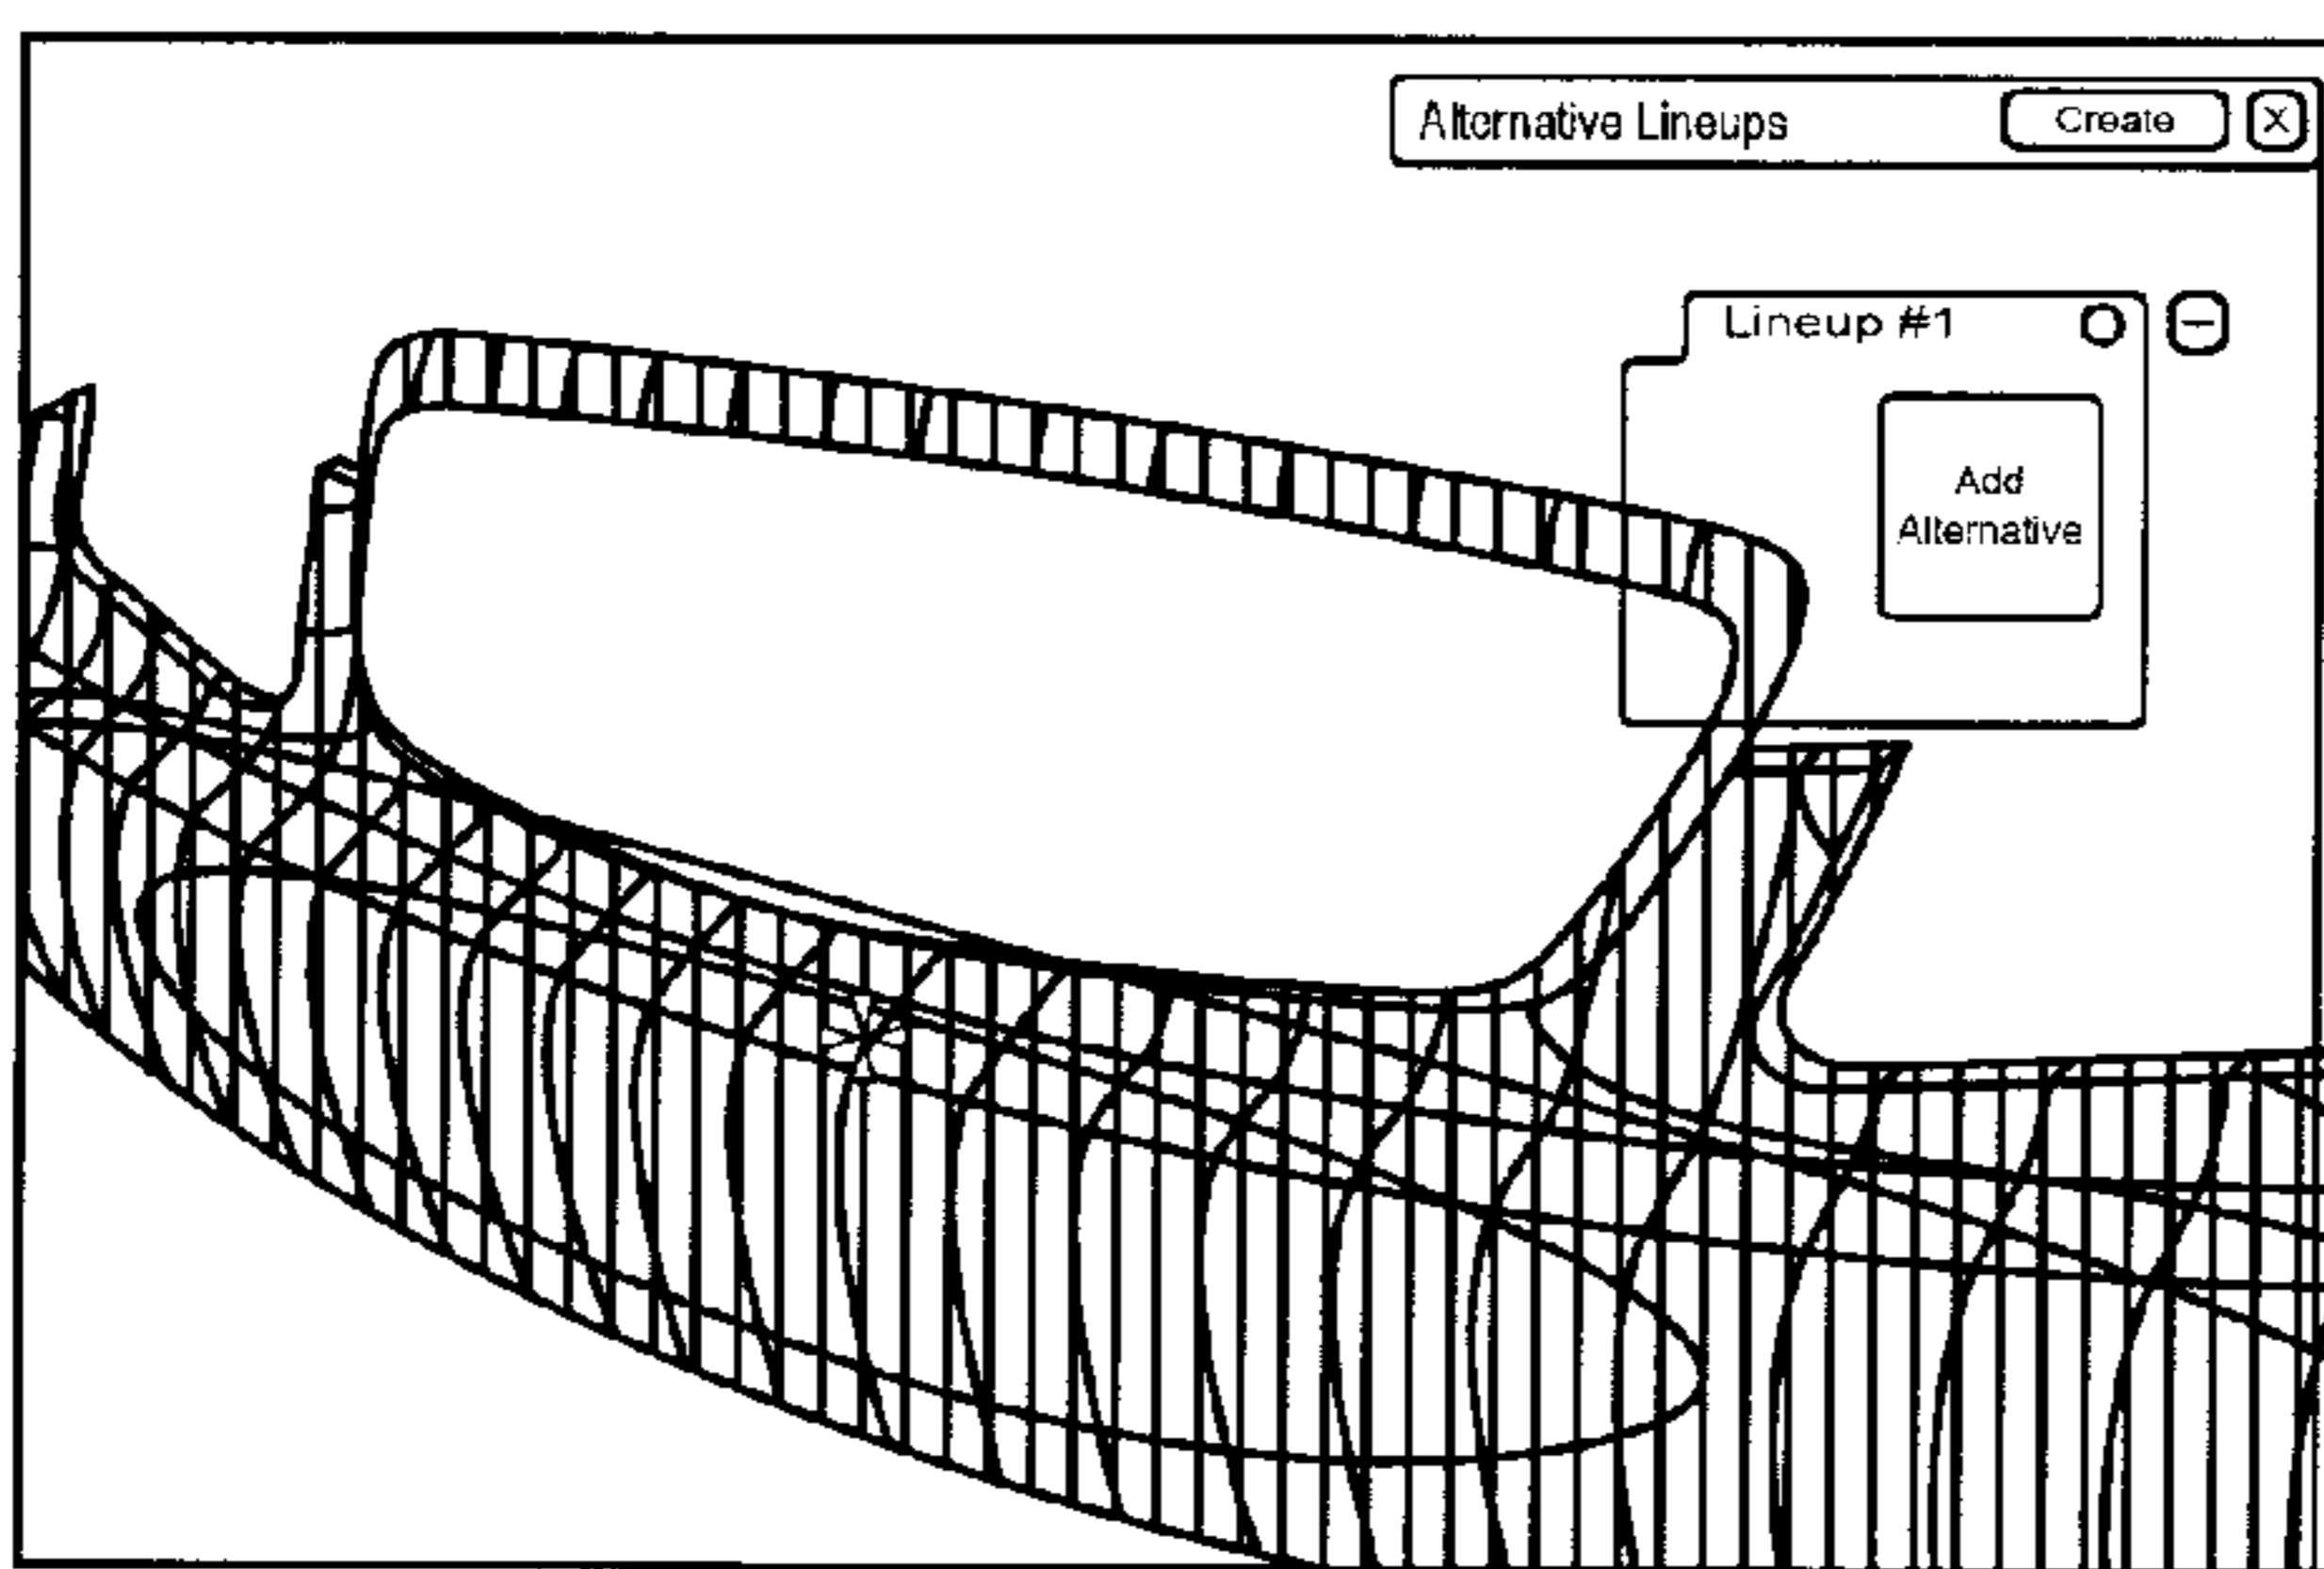 Alternative Lineups
Create
X
Lineup #1
Add
Alternative